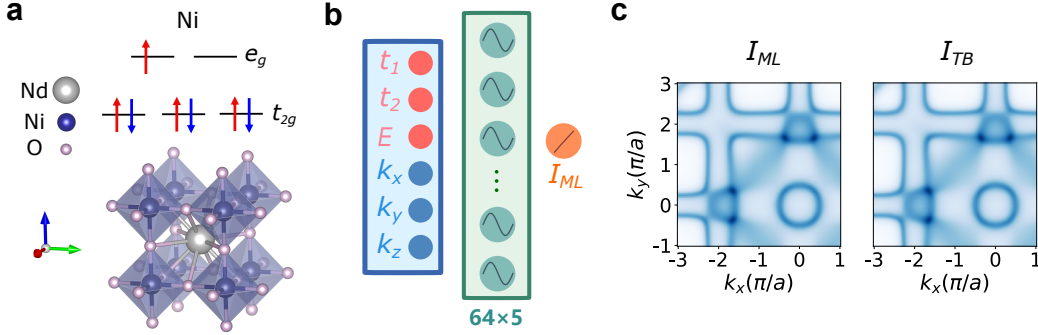 a
Ni
e_g
t_2g
Nd
Ni
O
b
t_1
t_2
E
k_x
k_y
k_z
I_ML
64×5
c
I_ML
I_TB
k_y(π/a)
3
2
1
0
-1
-3 -2 -1 0 1
-3 -2 -1 0 1
k_x(π/a)
k_x(π/a)